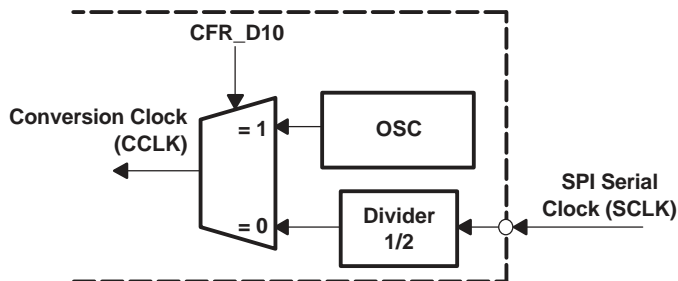 CFR_D10
Conversion Clock
(CCLK)
= 1
OSC
SPI Serial
Clock (SCLK)
= 0
Divider
1/2